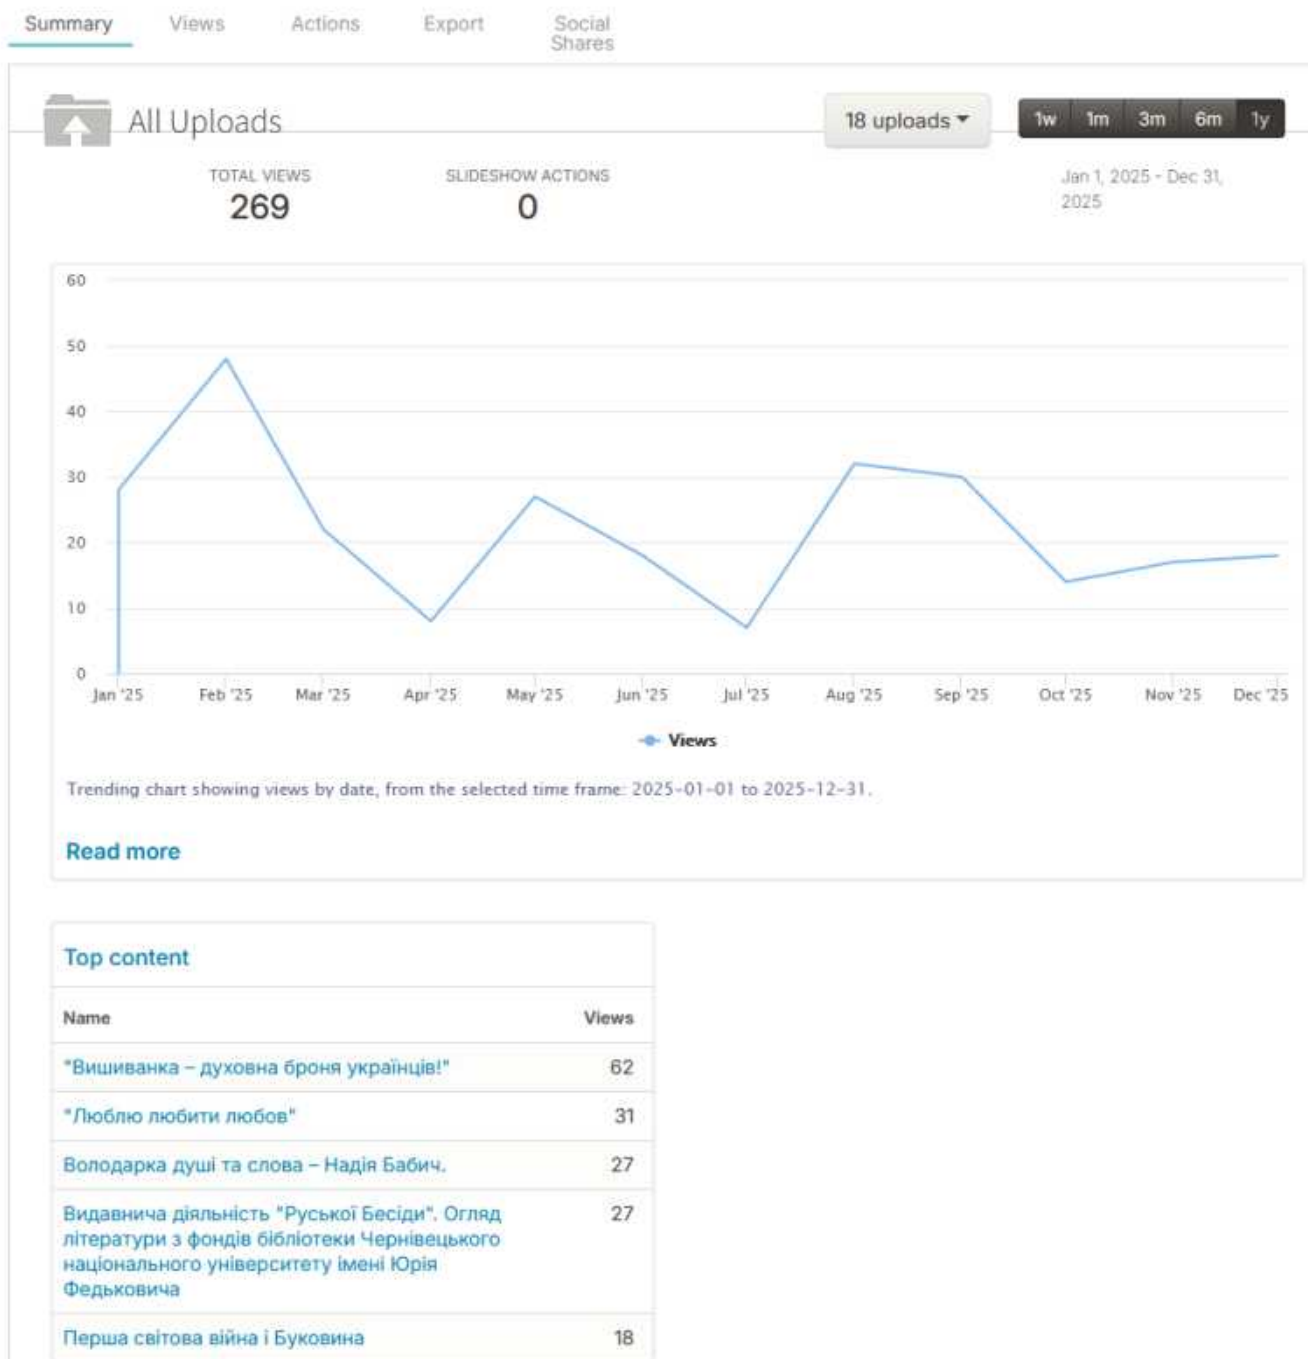 Summary
Views
Actions
Export
Social
Shares
All Uploads
18 uploads
1w 1m 3m 6m 1y
TOTAL VIEWS
269
SLIDESHOW ACTIONS
0
Jan 1, 2025 - Dec 31,
2025
60
50
40
30
20
10
0
Jan '25 Feb '25 Mar '25 Apr '25 May '25 Jun '25 Jul '25 Aug '25 Sep '25 Oct '25 Nov '25 Dec '25
Views
Trending chart showing views by date, from the selected time frame: 2025-01-01 to 2025-12-31.
Read more
Top content
Name Views
"Вишиванка – духовна броня українців!" 62
"Люблю любити любов" 31
Володарка душі та слова – Надія Бабич. 27
Видавнича діяльність "Руської Бесіди". Огляд 27
літератури з фондів бібліотеки Чернівецького
національного університету імені Юрія
Федьковича
Перша світова війна і Буковина 18